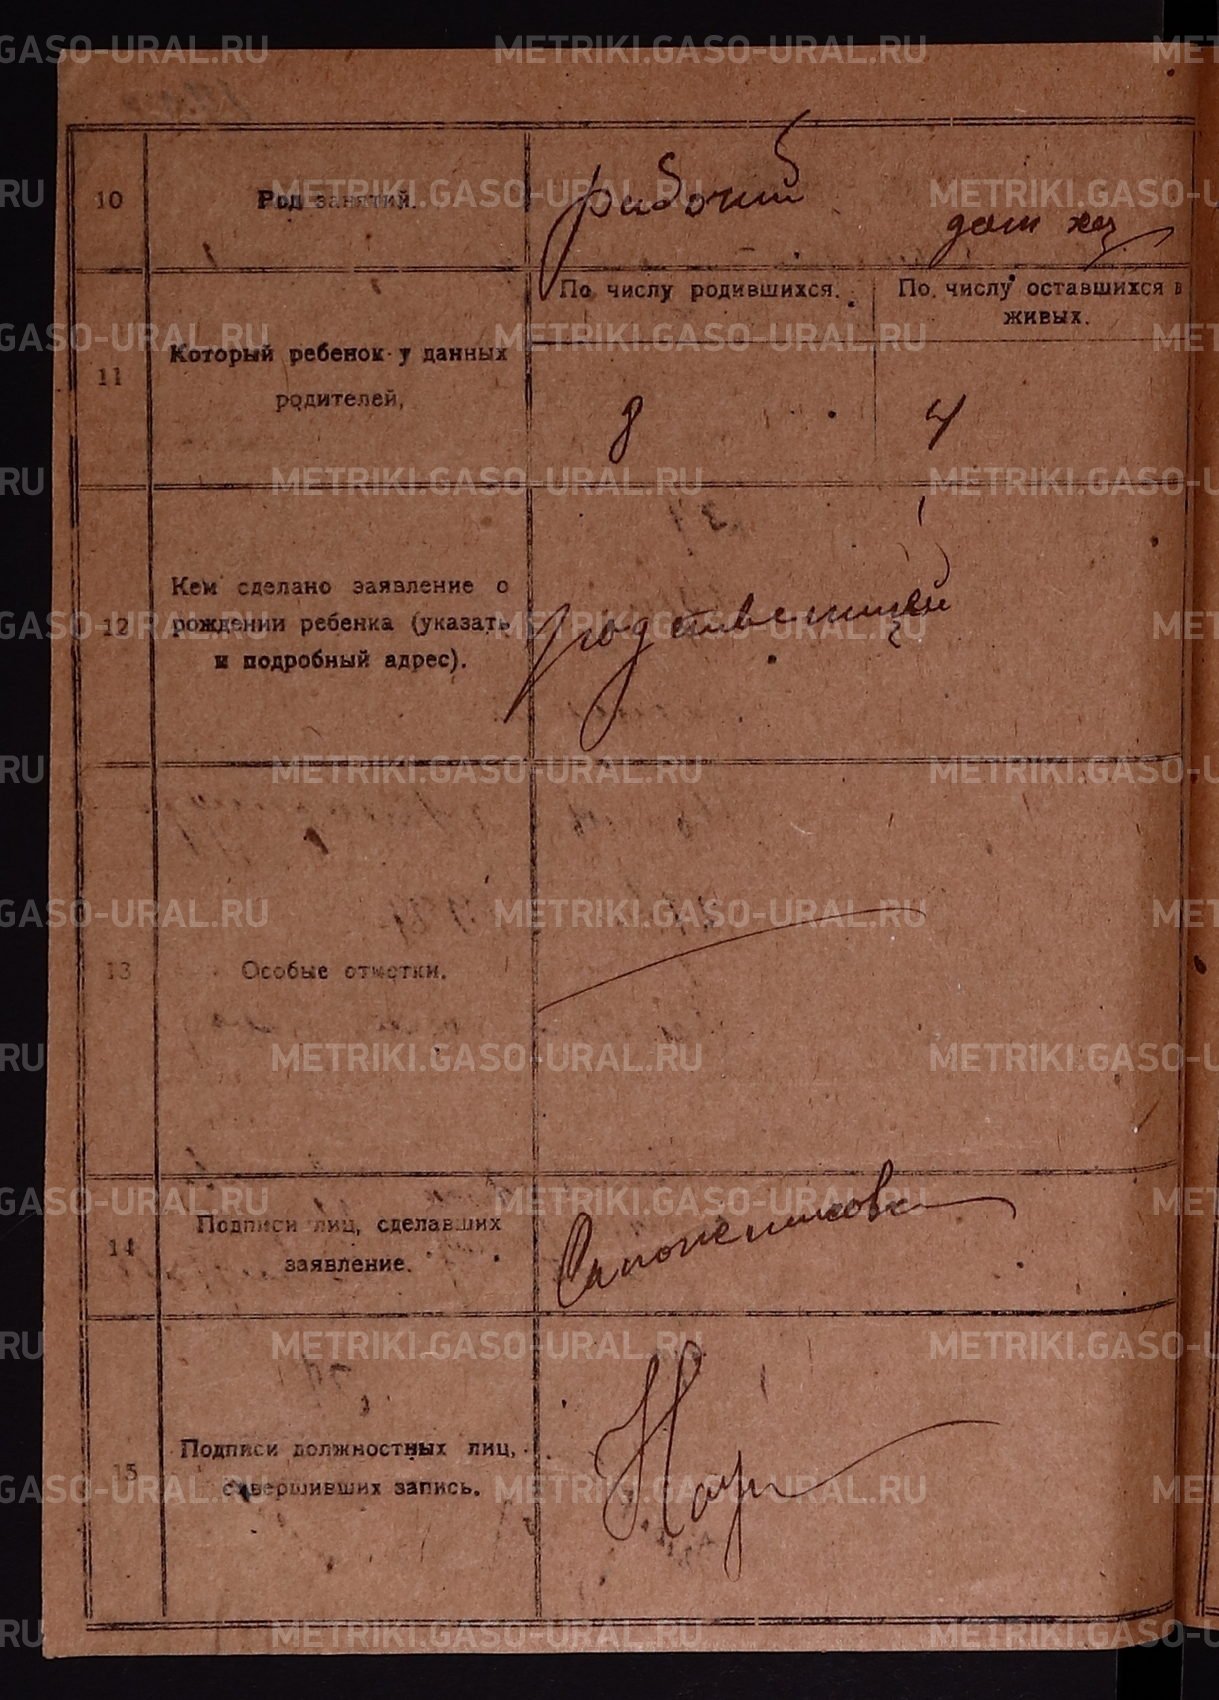 10
Род занятий.
рабочий
дом хоз
11
Который ребенок у данных
родителей,
По числу родившихся.
По числу оставшихся в
живых.
8
4
12
Кем сделано заявление о
рождении ребенка (указать
и подробный адрес).
родственницей
13
Особые отметки.
14
Подписи лиц, сделавших
заявление.
Сапожникова
15
Подписи должностных лиц,
совершивших запись.
METRIKI.GASO-URAL.RU